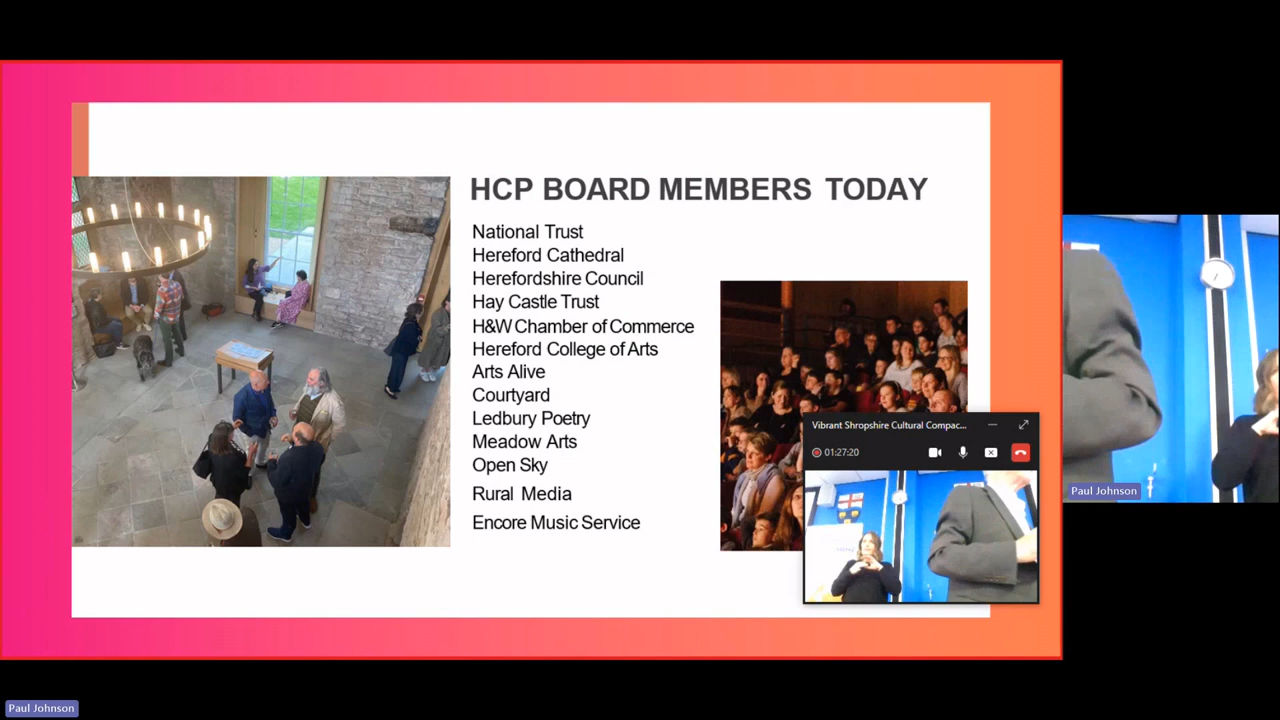 HCP BOARD MEMBERS TODAY
National Trust
Hereford Cathedral
Herefordshire Council
Hay Castle Trust
H&W Chamber of Commerce
Hereford College of Arts
Arts Alive
Courtyard
Ledbury Poetry
Meadow Arts
Open Sky
Rural Media
Encore Music Service
Vibrant Shropshire Cultural Compac...
01:27:20
Paul Johnson
Paul Johnson